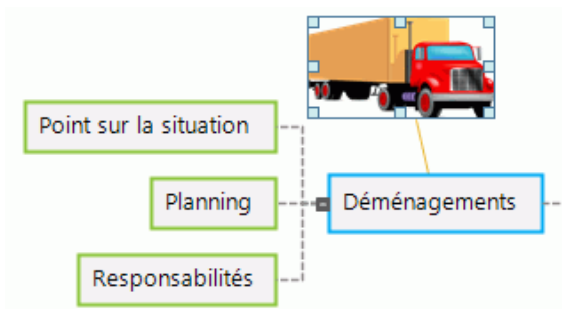 Point sur la situation
Planning
Déménagements
Responsabilités